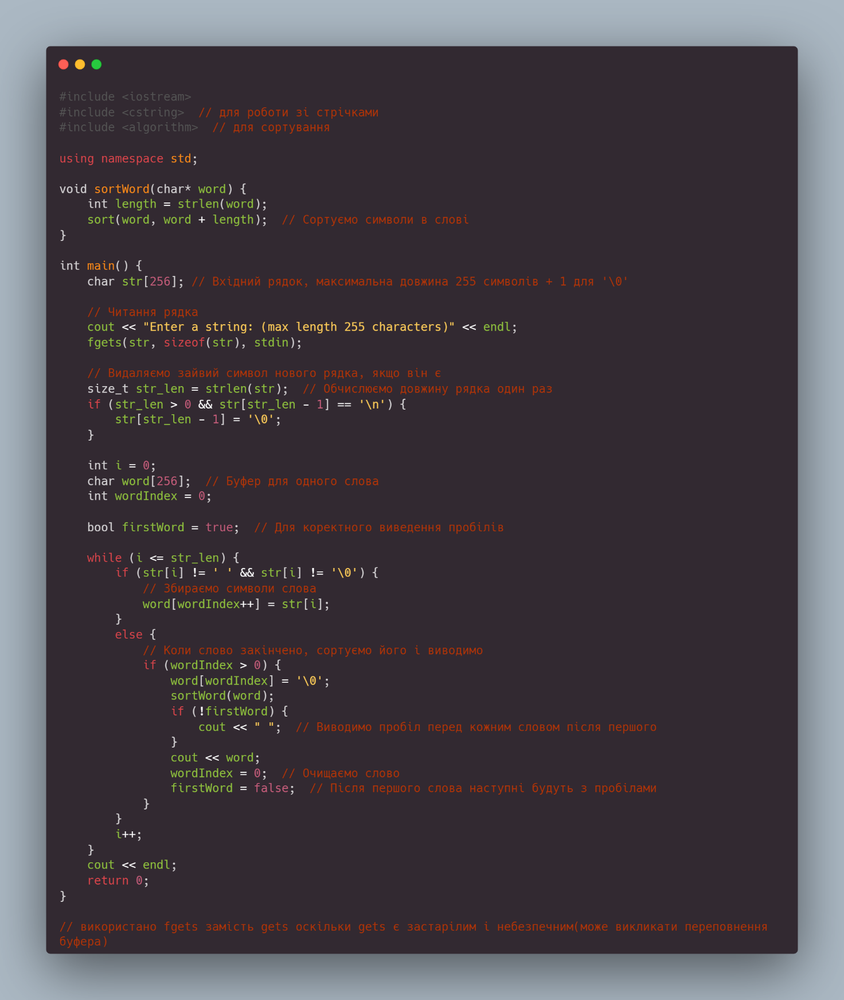 #include <iostream>
#include <cstring>  // для роботи зі стрічками
#include <algorithm>  // для сортування

using namespace std;

void sortWord(char* word) {
    int length = strlen(word);
    sort(word, word + length);  // Сортуємо символи в слові
}

int main() {
    char str[256]; // Вхідний рядок, максимальна довжина 255 символів + 1 для '\0'

    // Читання рядка
    cout << "Enter a string: (max length 255 characters)" << endl;
    fgets(str, sizeof(str), stdin);

    // Видаляємо зайвий символ нового рядка, якщо він є
    size_t str_len = strlen(str);  // Обчислюємо довжину рядка один раз
    if (str_len > 0 && str[str_len - 1] == '\n') {
        str[str_len - 1] = '\0';
    }

    int i = 0;
    char word[256];  // Буфер для одного слова
    int wordIndex = 0;

    bool firstWord = true;  // Для коректного виведення пробілів

    while (i <= str_len) {
        if (str[i] != ' ' && str[i] != '\0') {
            // Збираємо символи слова
            word[wordIndex++] = str[i];
        }
        else {
            // Коли слово закінчено, сортуємо його і виводимо
            if (wordIndex > 0) {
                word[wordIndex] = '\0';
                sortWord(word);
                if (!firstWord) {
                    cout << " ";  // Виводимо пробіл перед кожним словом після першого
                }
                cout << word;
                wordIndex = 0;  // Очищаємо слово
                firstWord = false;  // Після першого слова наступні будуть з пробілами
            }
        }
        i++;
    }
    cout << endl;
    return 0;
}

// використано fgets замість gets оскільки gets є застарілим і небезпечним(може викликати переповнення
буфера)